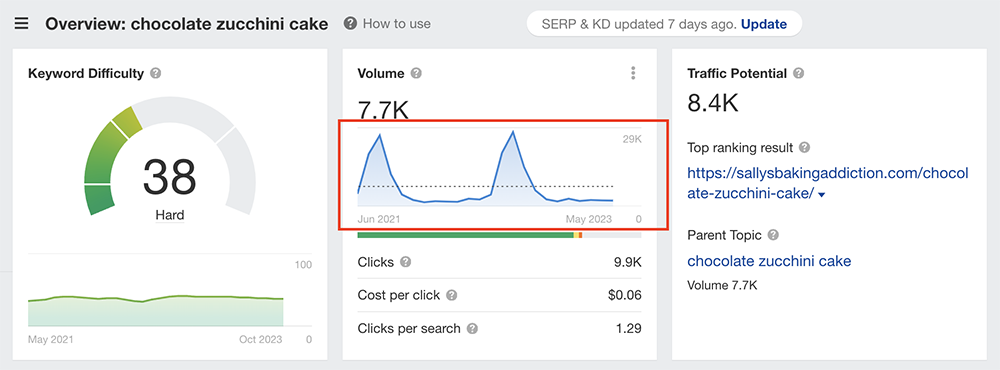 Overview: chocolate zucchini cake
How to use
SERP & KD updated 7 days ago. Update
Keyword Difficulty
38
Hard
100
May 2021
Oct 2023
0
Volume
7.7K
29K
Jun 2021
May 2023
0
Clicks
9.9K
Cost per click
$0.06
Clicks per search
1.29
Traffic Potential
8.4K
Top ranking result
https://sallysbakingaddiction.com/chocol
ate-zucchini-cake/
Parent Topic
chocolate zucchini cake
Volume 7.7K